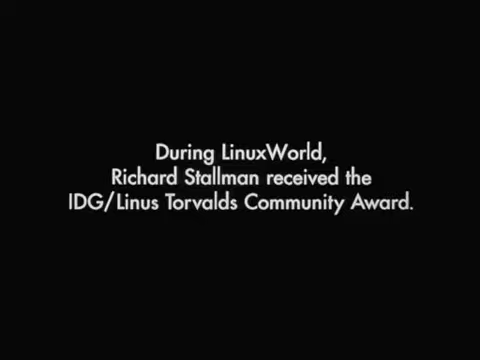 During LinuxWorld,
Richard Stallman received the
IDG/Linus Torvalds Community Award.